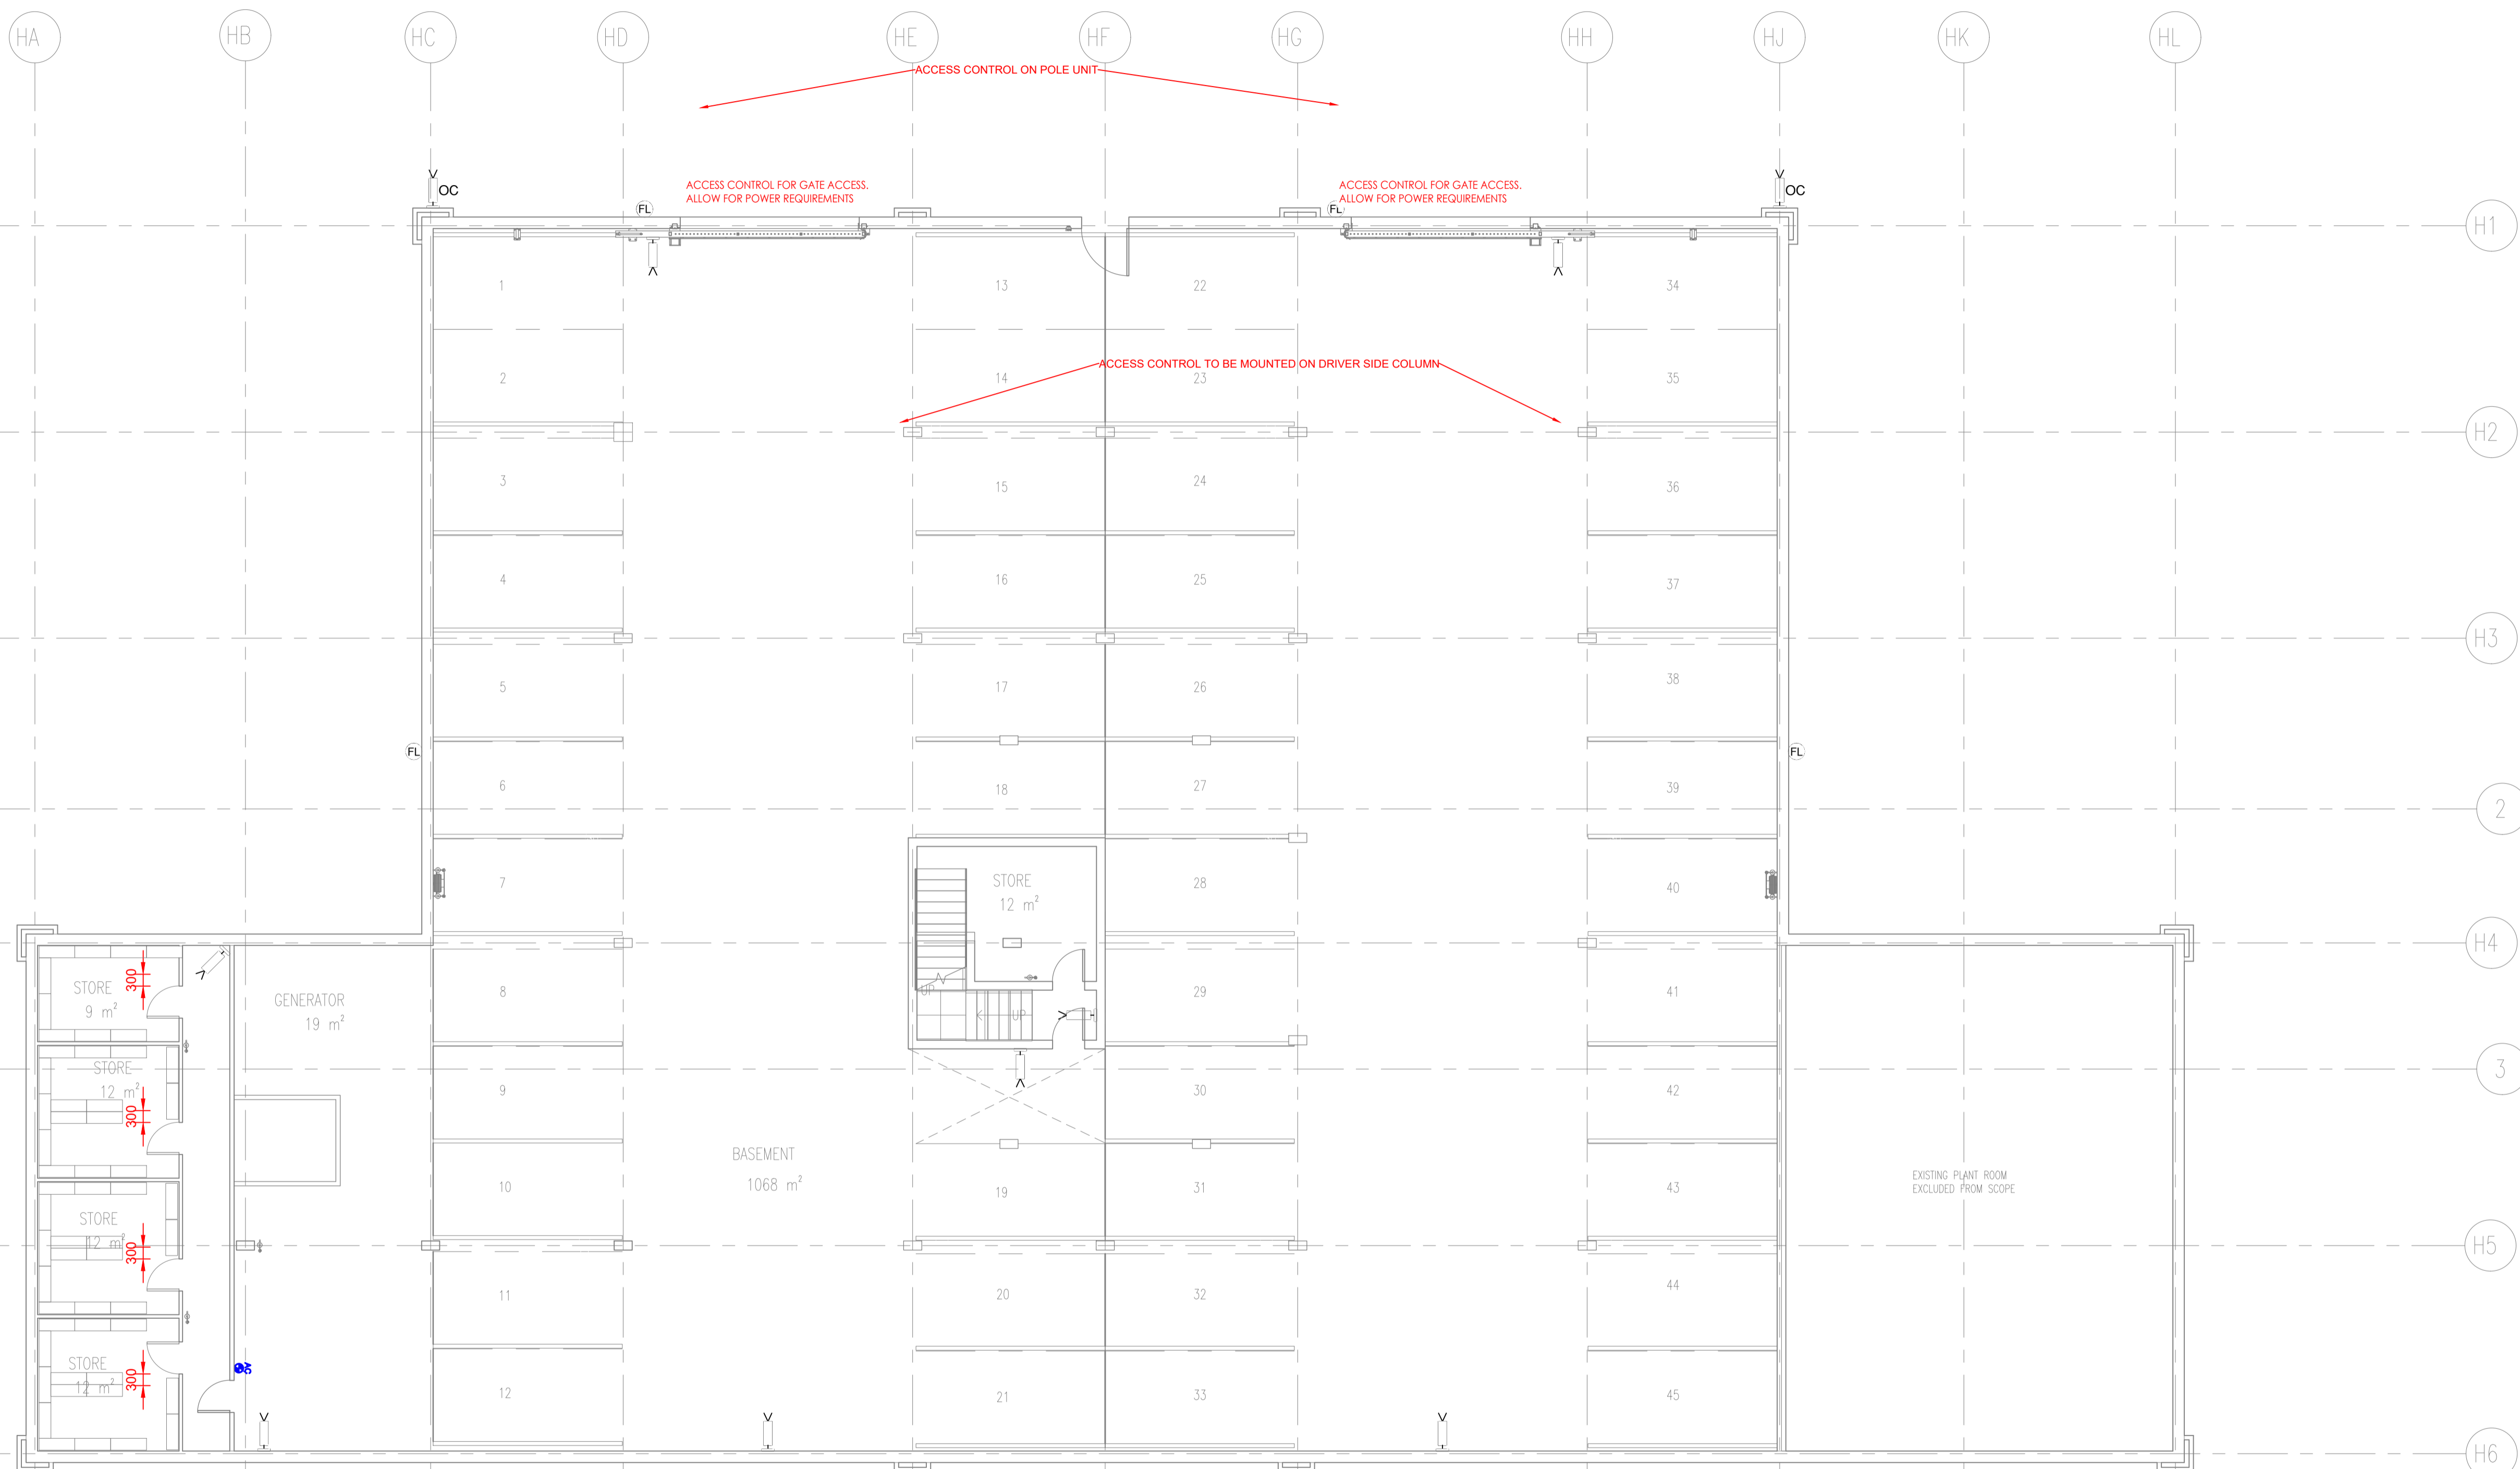 HA HB HC HD HE HF HG HH HJ HK HL
ACCESS CONTROL ON POLE UNIT
OC OC
ACCESS CONTROL FOR GATE ACCESS.
ALLOW FOR POWER REQUIREMENTS
ACCESS CONTROL FOR GATE ACCESS.
ALLOW FOR POWER REQUIREMENTS
FL FL
H1
1 13 22 34
ACCESS CONTROL TO BE MOUNTED ON DRIVER SIDE COLUMN
2 14 23 35
H2
3 15 24 36
4 16 25 37
H3
5 17 26 38
FL FL
6 18 27 39
2
7 28 40
STORE
12 m²
H4
STORE
9 m²
300
GENERATOR
19 m²
8 29 41
UP
UP
STORE
12 m²
300
3
9 30 42
BASEMENT
1068 m²
EXISTING PLANT ROOM
EXCLUDED FROM SCOPE
10 19 31 43
STORE
12 m²
300
H5
11 20 32 44
STORE
12 m²
300
12 21 33 45
H6